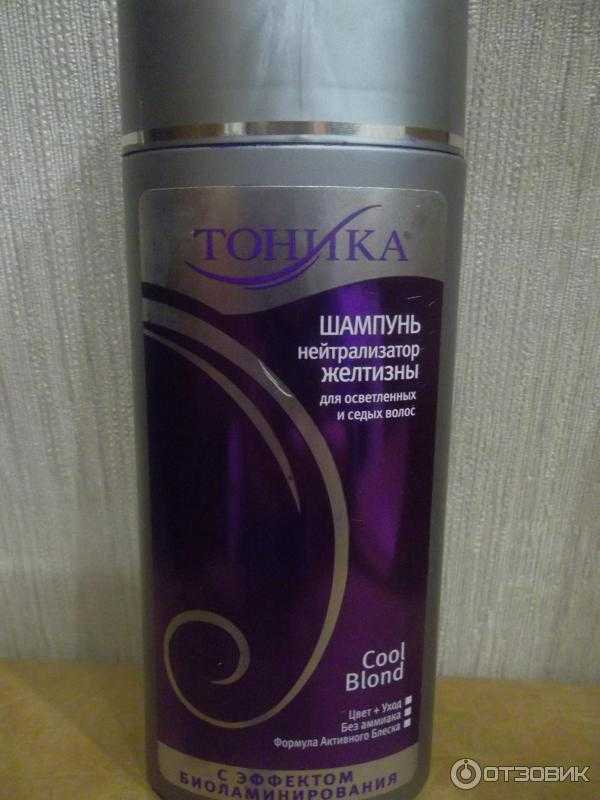 ТОНИКА®
ШАМПУНЬ
нейтрализатор
ЖЕЛТИЗНЫ
для осветленных
и седых волос
Cool
Blond
Цвет + Уход
Без аммиака
Формула Активного Блеска
С ЭФФЕКТОМ
БИОЛАМИНИРОВАНИЯ
ОТЗОВИК